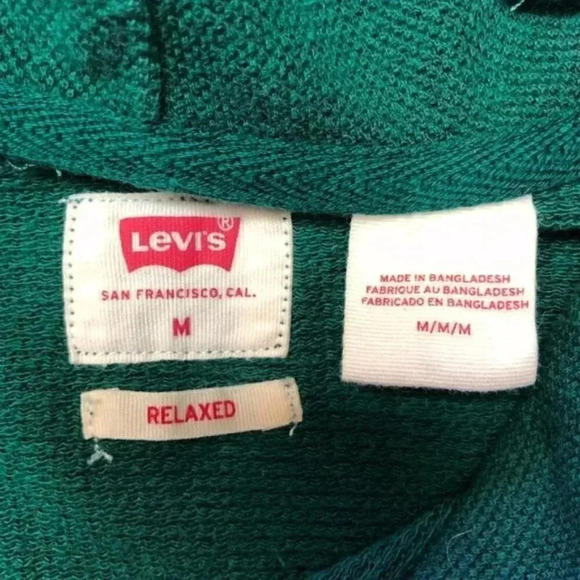 Levi's®
SAN FRANCISCO, CAL.
M
RELAXED
MADE IN BANGLADESH
FABRIQUE AU BANGLADESH
FABRICADO EN BANGLADESH
M/M/M